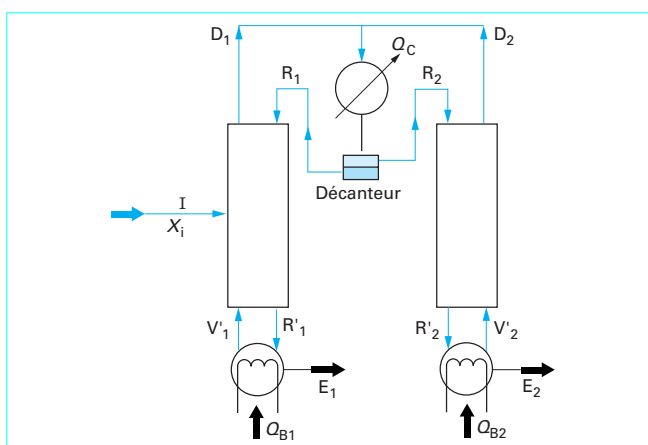 D1
D2
QC
R1
R2
Décanteur
I
Xi
V'1
R'1
R'2
V'2
E1
E2
QB1
QB2